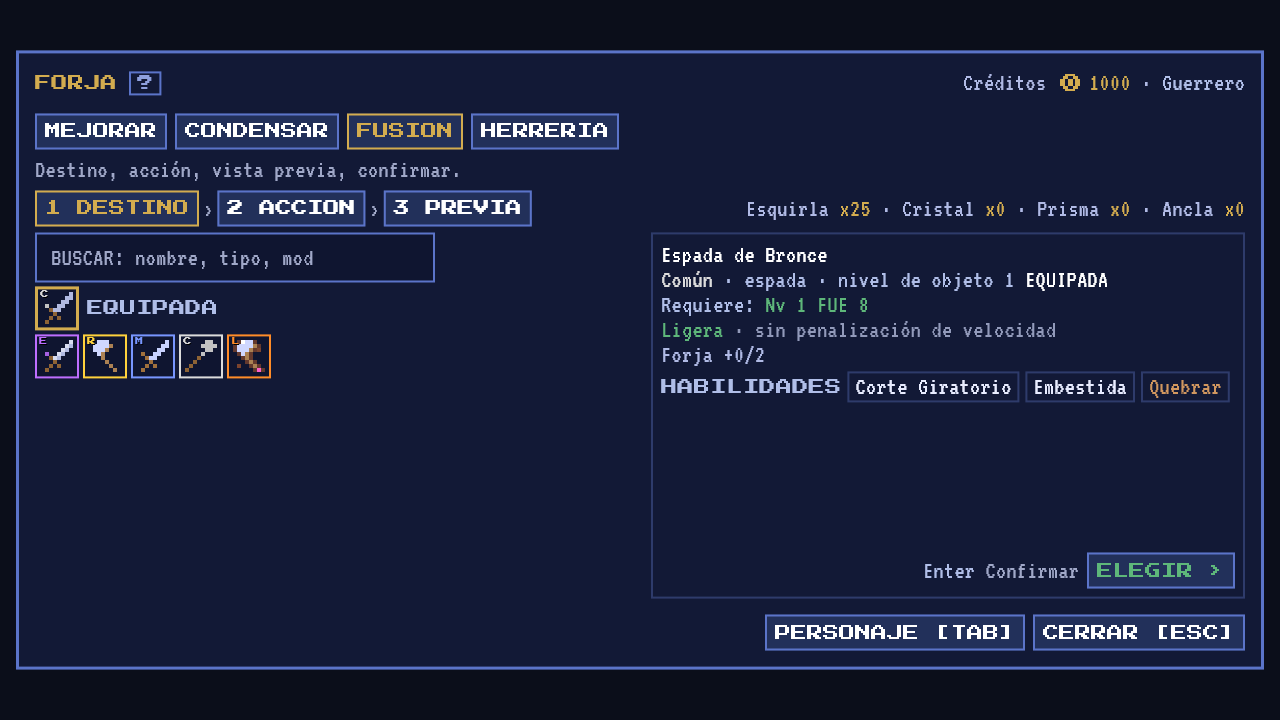 FORJA ?
Créditos 1000 · Guerrero
MEJORAR CONDENSAR FUSION HERRERIA
Destino, acción, vista previa, confirmar.
1 DESTINO › 2 ACCION › 3 PREVIA
Esquirla x25 · Cristal x0 · Prisma x0 · Ancla x0
BUSCAR: nombre, tipo, mod
C EQUIPADA
E R M C L
Espada de Bronce
Común · espada · nivel de objeto 1 EQUIPADA
Requiere: Nv 1 FUE 8
Ligera · sin penalización de velocidad
Forja +0/2
HABILIDADES Corte Giratorio Embestida Quebrar
Enter Confirmar ELEGIR >
PERSONAJE [TAB] CERRAR [ESC]